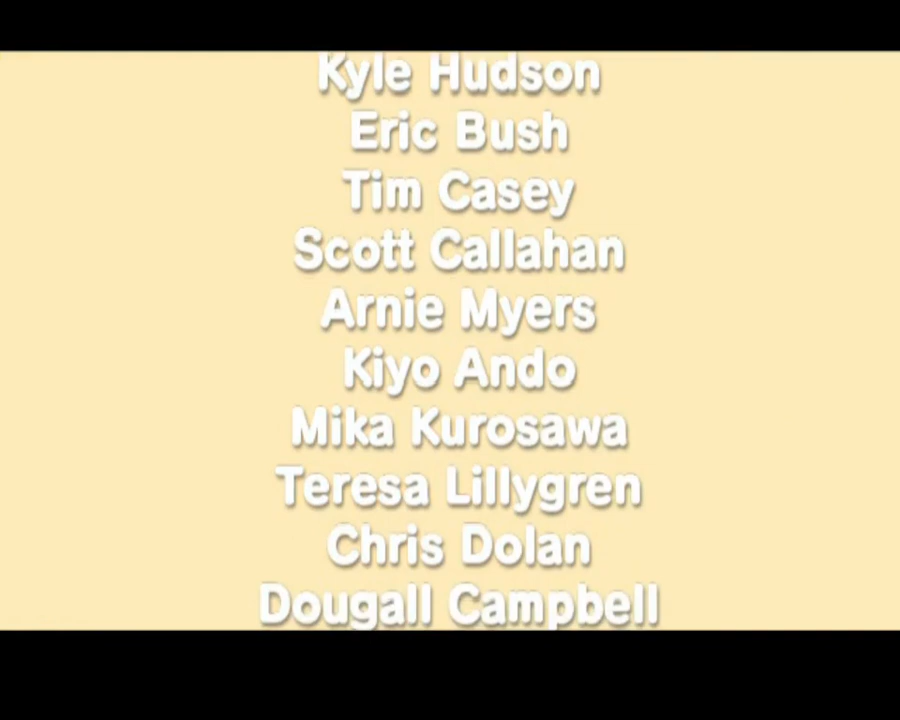 Kyle Hudson
Eric Bush
Tim Casey
Scott Callahan
Arnie Myers
Kiyo Ando
Mika Kurosawa
Teresa Lillygren
Chris Dolan
Dougall Campbell